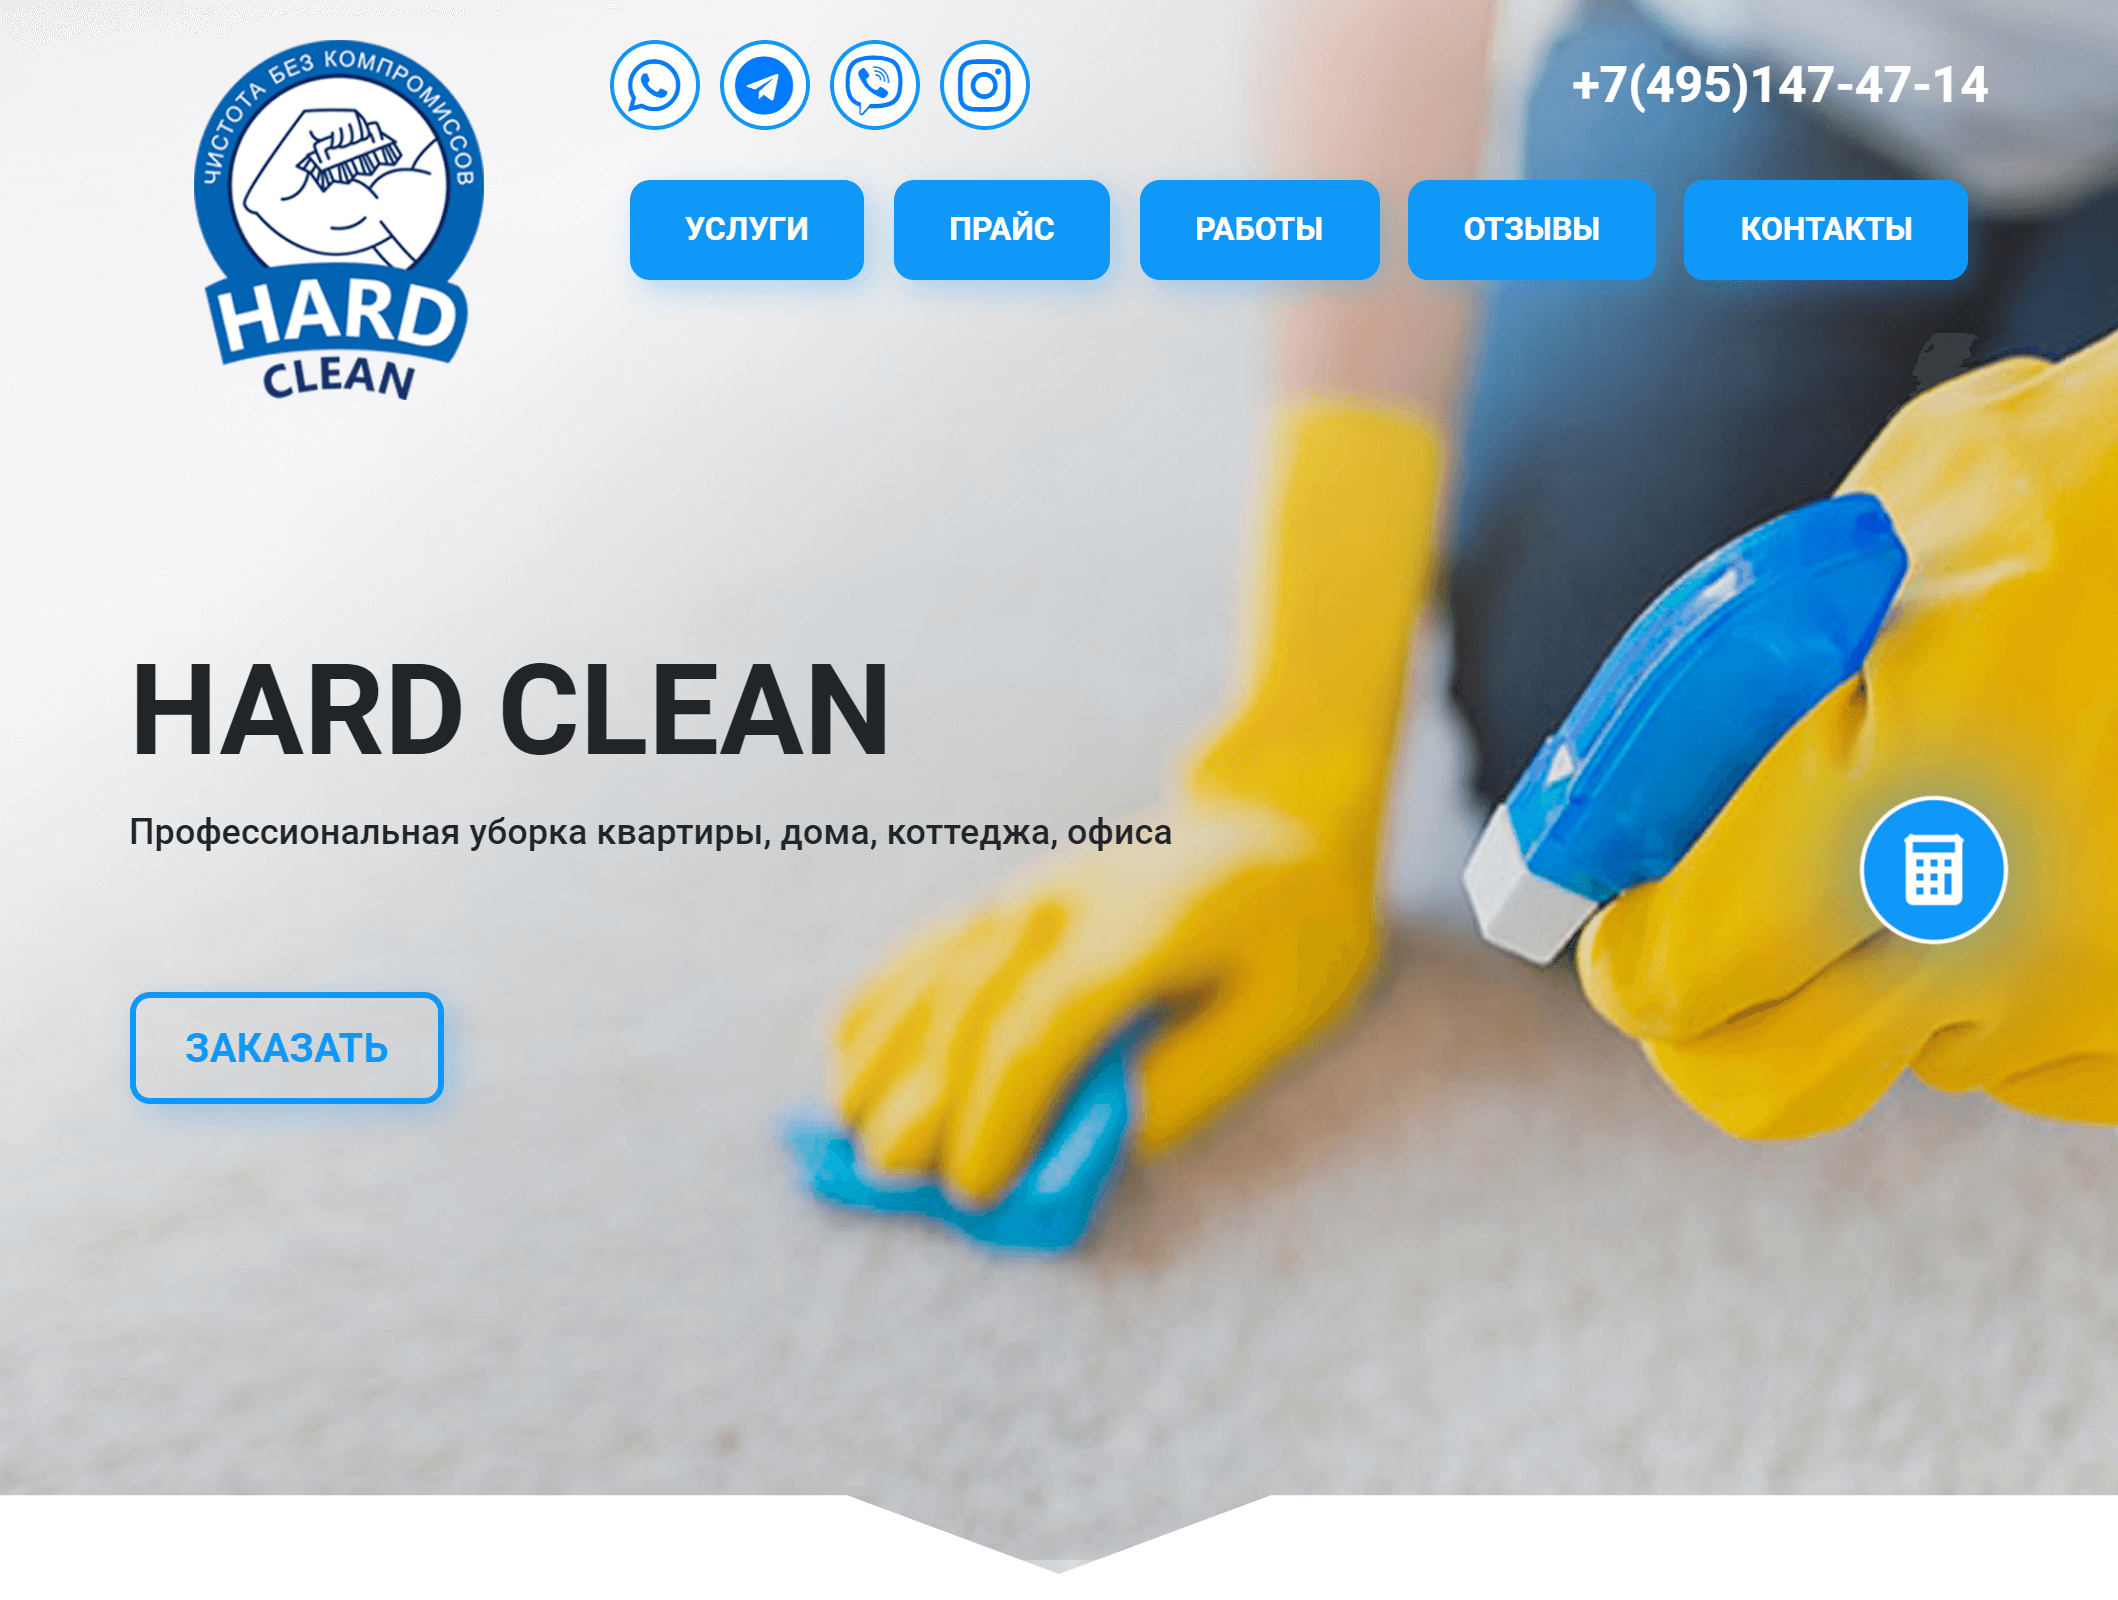 ЧИСТОТА БЕЗ КОМПРОМИССОВ
HARD
CLEAN
+7(495)147-47-14
УСЛУГИ
ПРАЙС
РАБОТЫ
ОТЗЫВЫ
КОНТАКТЫ
HARD CLEAN
Профессиональная уборка квартиры, дома, коттеджа, офиса
ЗАКАЗАТЬ